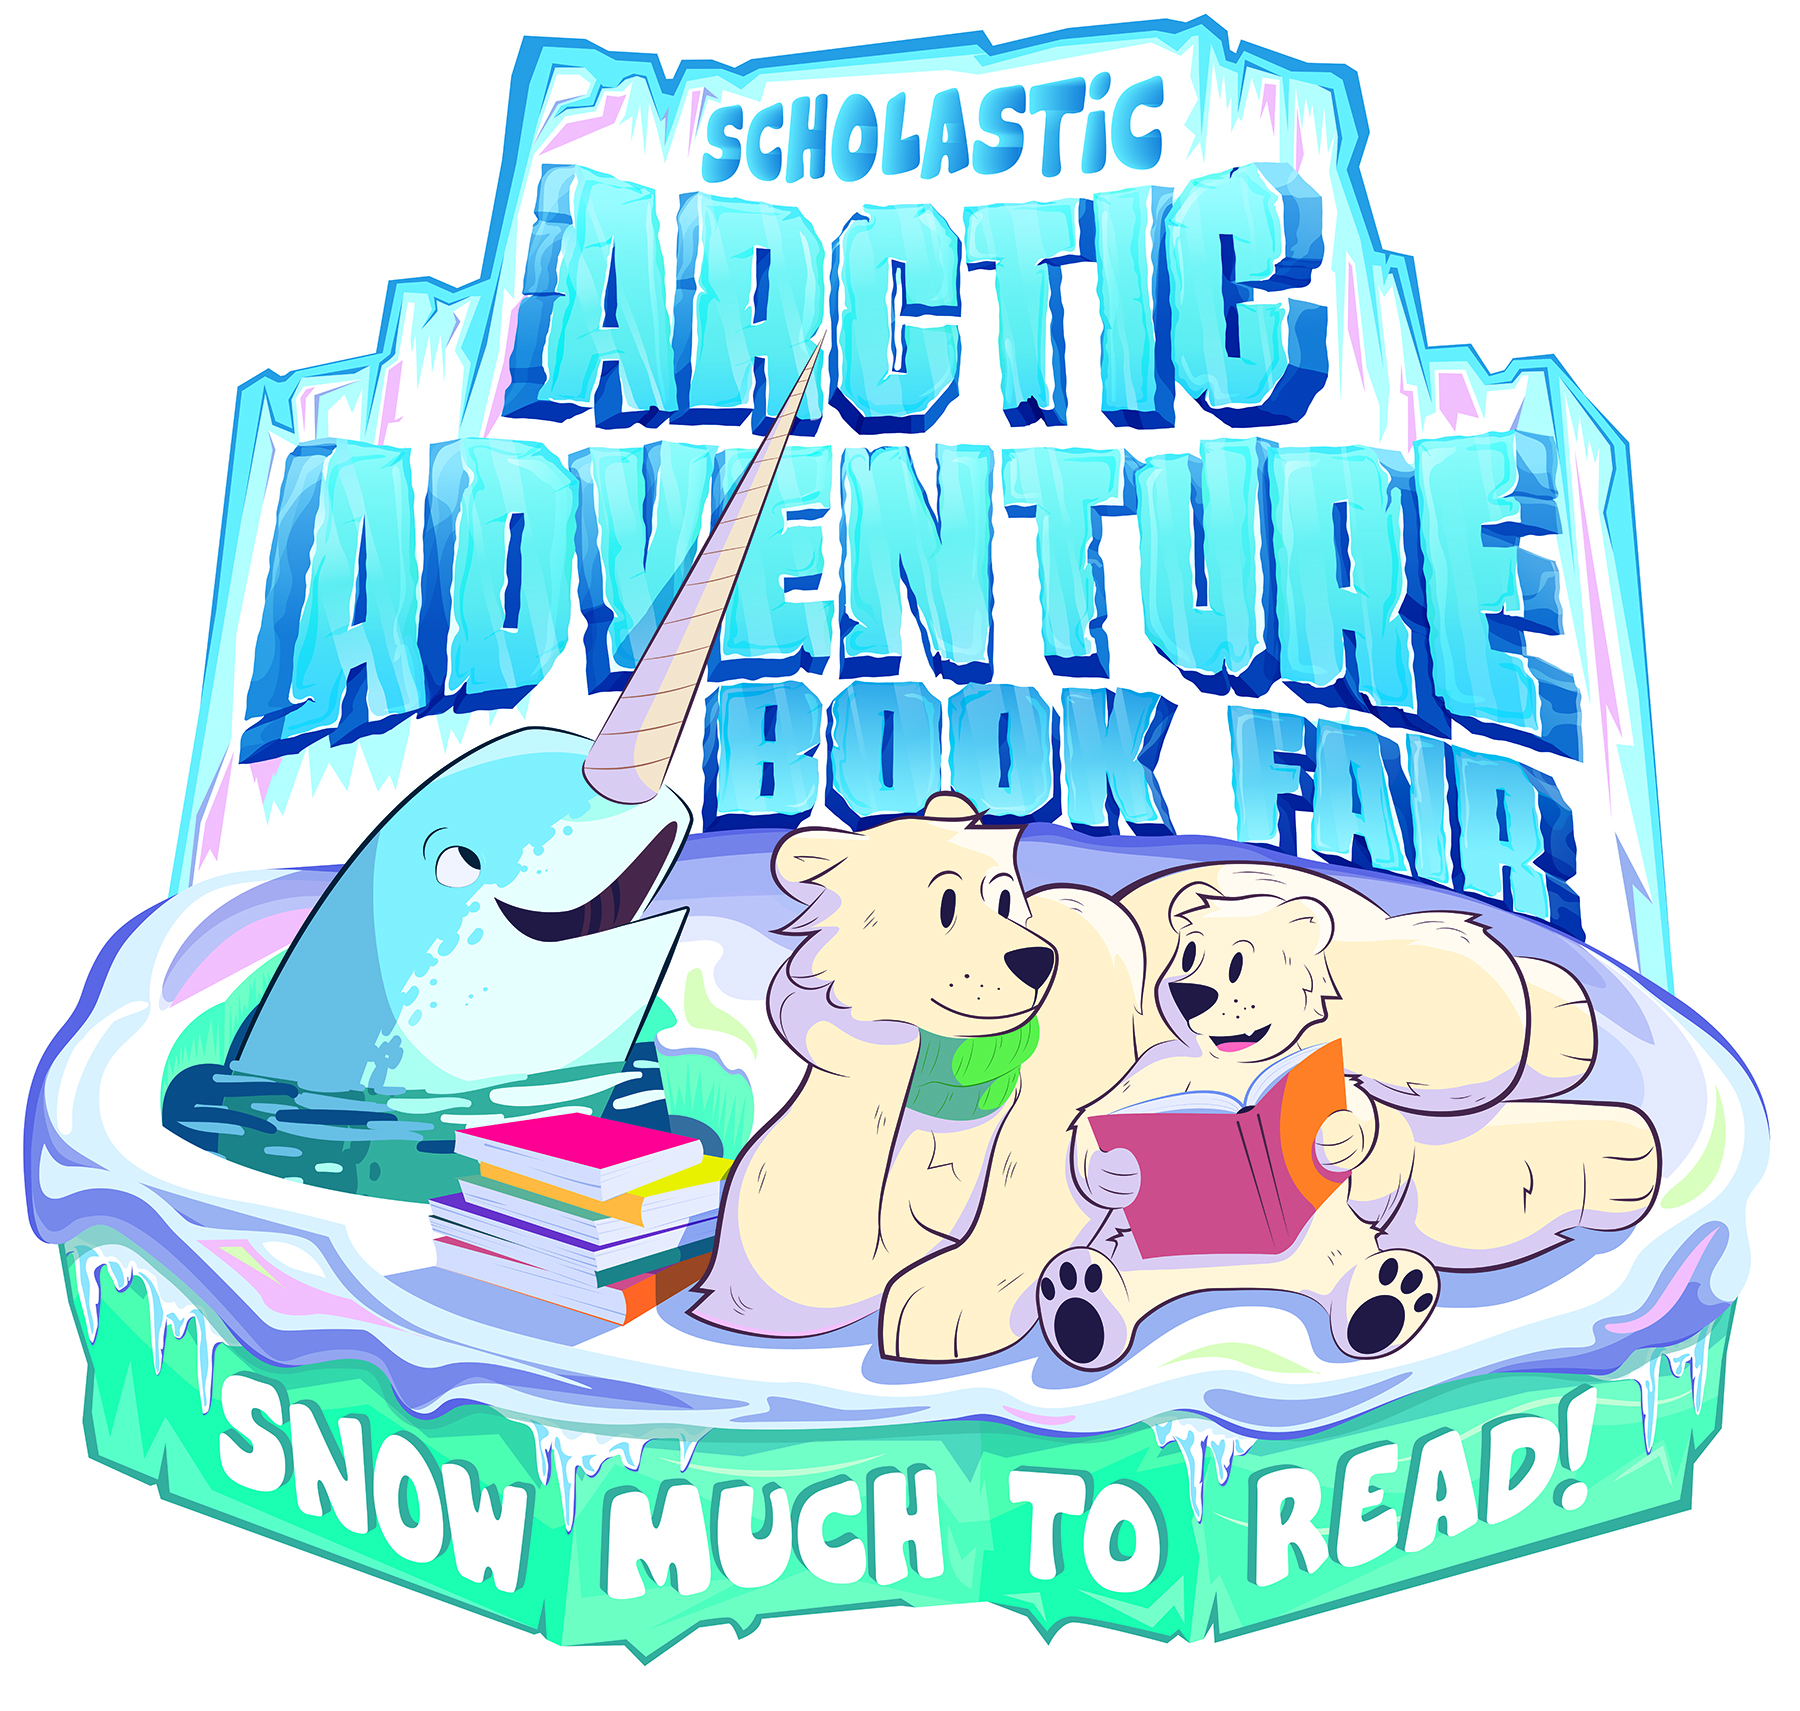 SCHOLASTiC
ARCTIC
ADVENTURE
BOOK FAIR
SNOW MUCH TO READ!